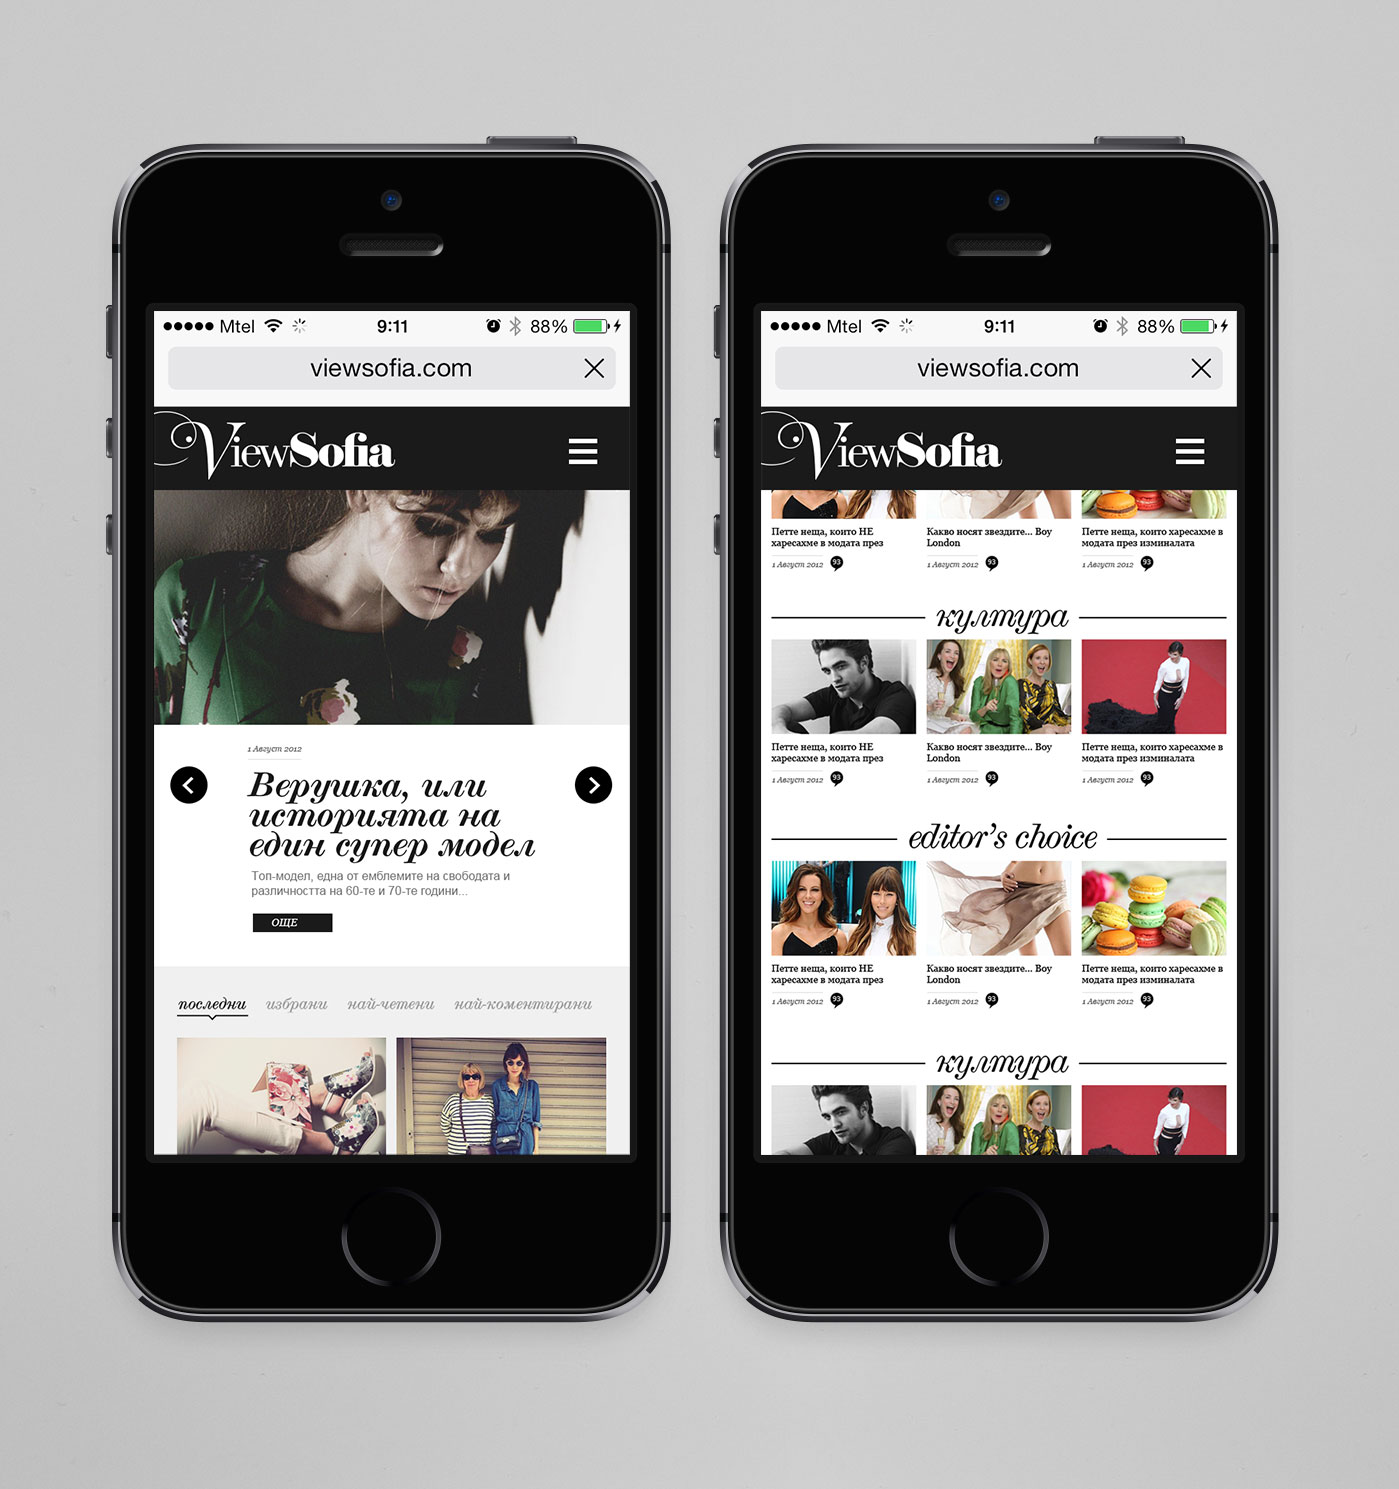 Mtel 9:11 88%
viewsofia.com
ViewSofia
1 Август 2012
Верушка, или
историята на
един супер модел
Топ-модел, една от емблемите на свободата и
различността на 60-те и 70-те години...
ОЩЕ
последни избрани най-четени най-коментирани
Mtel 9:11 88%
viewsofia.com
ViewSofia
Петте неща, които НЕ
харесахме в модата през
1 Август 2012 93
Какво носят звездите... Boy
London
1 Август 2012 93
Петте неща, които харесахме в
модата през изминалата
1 Август 2012 93
култура
Петте неща, които НЕ
харесахме в модата през
1 Август 2012 93
Какво носят звездите... Boy
London
1 Август 2012 93
Петте неща, които харесахме в
модата през изминалата
1 Август 2012 93
editor's choice
Петте неща, които НЕ
харесахме в модата през
1 Август 2012 93
Какво носят звездите... Boy
London
1 Август 2012 93
Петте неща, които харесахме в
модата през изминалата
1 Август 2012 93
култура